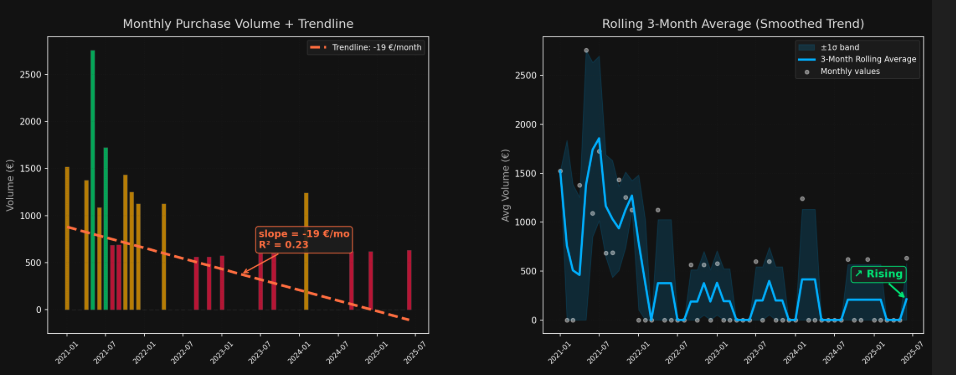 Monthly Purchase Volume + Trendline
Trendline: -19 €/month
Volume (€)
2500
2000
1500
1000
500
0
slope = -19 €/mo
R² = 0.23
2021-01
2021-07
2022-01
2022-07
2023-01
2023-07
2024-01
2024-07
2025-01
2025-07
Rolling 3-Month Average (Smoothed Trend)
±1σ band
3-Month Rolling Average
Monthly values
Avg Volume (€)
2500
2000
1500
1000
500
0
↗ Rising
2021-01
2021-07
2022-01
2022-07
2023-01
2023-07
2024-01
2024-07
2025-01
2025-07